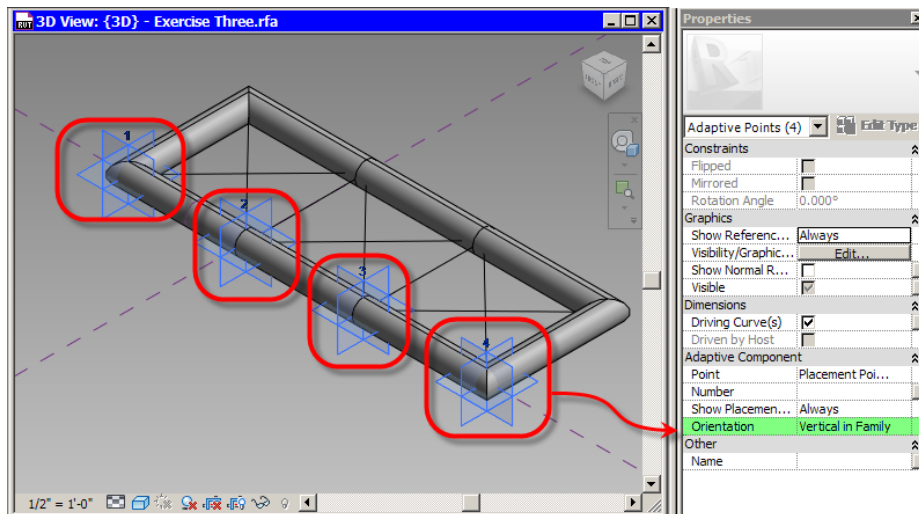 RVT 3D View: {3D} - Exercise Three.rfa
1
2
3
4
1/2" = 1'-0"
Properties
Adaptive Points (4) Edit Type
Constraints
Flipped
Mirrored
Rotation Angle 0.000°
Graphics
Show Referenc... Always
Visibility/Graphic... Edit...
Show Normal R...
Visible
Dimensions
Driving Curve(s)
Driven by Host
Adaptive Component
Point Placement Poi...
Number
Show Placemen... Always
Orientation Vertical in Family
Other
Name